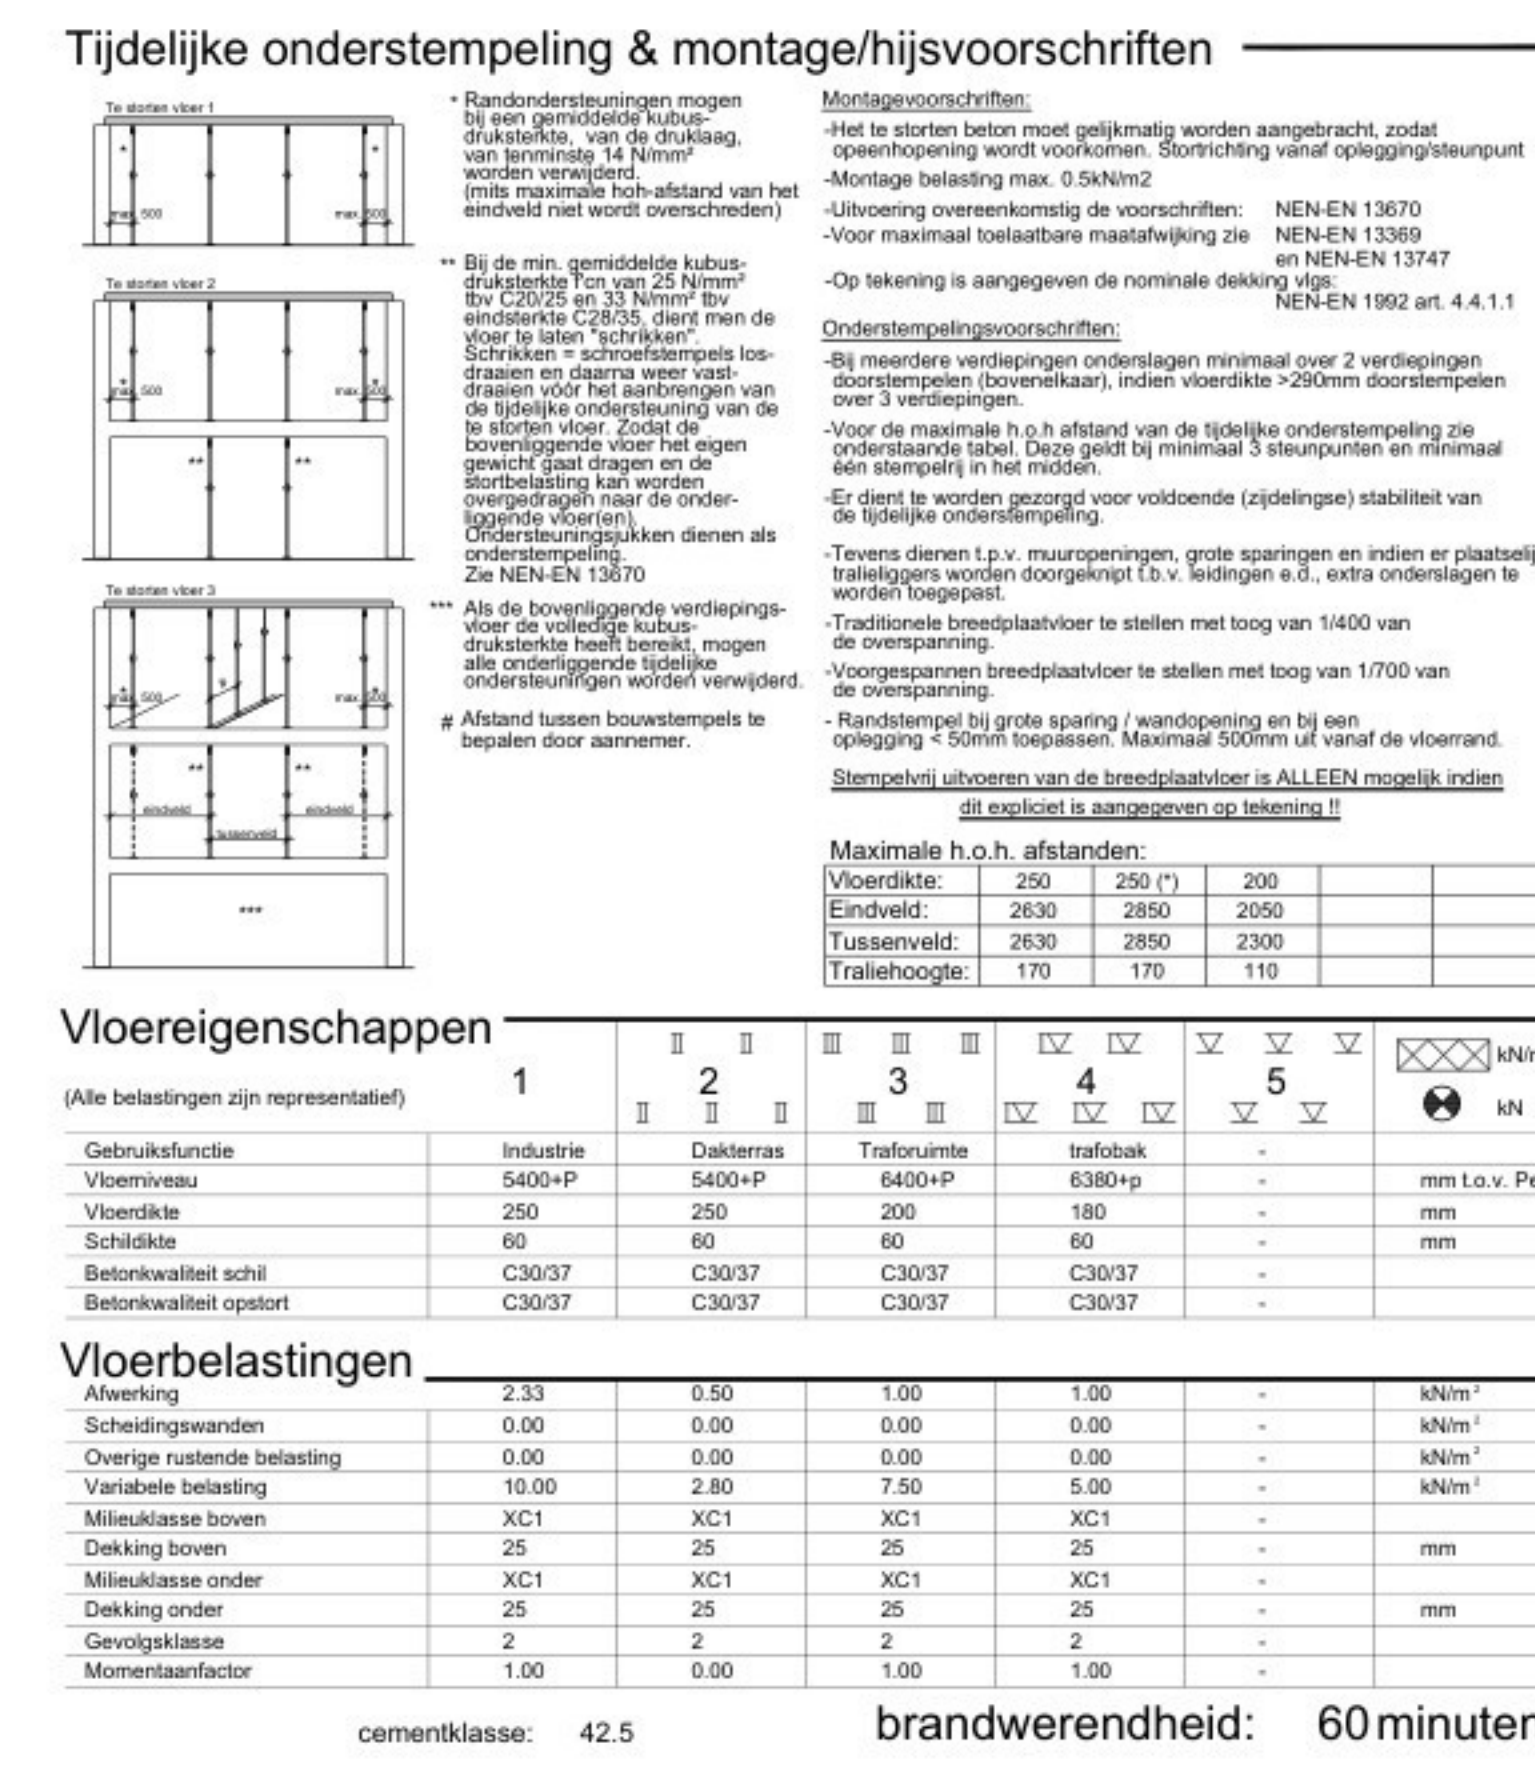 Tijdelijke onderstempeling & montage/hijsvoorschriften
Te storten vloer 1
*
*
max. 500
max. 500
Te storten vloer 2
max. 500
*
max. 500
*
**
**
Te storten vloer 3
max. 500
*
#
max. 500
*
**
**
eindveld
eindveld
tussenveld
***
* Randondersteuningen mogen
bij een gemiddelde kubus-
druksterkte, van de druklaag,
van tenminste 14 N/mm²
worden verwijderd.
(mits maximale hoh-afstand van het
eindveld niet wordt overschreden)
** Bij de min. gemiddelde kubus-
druksterkte f'cn van 25 N/mm²
tbv C20/25 en 33 N/mm² tbv
eindsterkte C28/35, dient men de
vloer te laten "schrikken".
Schrikken = schroefstempels los-
draaien en daarna weer vast-
draaien vóór het aanbrengen van
de tijdelijke ondersteuning van de
te storten vloer. Zodat de
bovenliggende vloer het eigen
gewicht gaat dragen en de
stortbelasting kan worden
overgedragen naar de onder-
liggende vloer(en).
Ondersteuningsjukken dienen als
onderstempeling.
Zie NEN-EN 13670
*** Als de bovenliggende verdiepings-
vloer de volledige kubus-
druksterkte heeft bereikt, mogen
alle onderliggende tijdelijke
ondersteuningen worden verwijderd.
# Afstand tussen bouwstempels te
bepalen door aannemer.
Montagevoorschriften:
-Het te storten beton moet gelijkmatig worden aangebracht, zodat
opeenhopening wordt voorkomen. Stortrichting vanaf oplegging/steunpunt
-Montage belasting max. 0.5kN/m2
-Uitvoering overeenkomstig de voorschriften: NEN-EN 13670
-Voor maximaal toelaatbare maatafwijking zie NEN-EN 13369
en NEN-EN 13747
-Op tekening is aangegeven de nominale dekking vlgs:
NEN-EN 1992 art. 4.4.1.1
Onderstempelingsvoorschriften:
-Bij meerdere verdiepingen onderslagen minimaal over 2 verdiepingen
doorstempelen (bovenelkaar), indien vloerdikte >290mm doorstempelen
over 3 verdiepingen.
-Voor de maximale h.o.h afstand van de tijdelijke onderstempeling zie
onderstaande tabel. Deze geldt bij minimaal 3 steunpunten en minimaal
één stempelrij in het midden.
-Er dient te worden gezorgd voor voldoende (zijdelingse) stabiliteit van
de tijdelijke onderstempeling.
-Tevens dienen t.p.v. muuropeningen, grote sparingen en indien er plaatselij
tralieliggers worden doorgeknipt t.b.v. leidingen e.d., extra onderslagen te
worden toegepast.
-Traditionele breedplaatvloer te stellen met toog van 1/400 van
de overspanning.
-Voorgespannen breedplaatvloer te stellen met toog van 1/700 van
de overspanning.
- Randstempel bij grote sparing / wandopening en bij een
oplegging < 50mm toepassen. Maximaal 500mm uit vanaf de vloerrand.
Stempelvrij uitvoeren van de breedplaatvloer is ALLEEN mogelijk indien
dit expliciet is aangegeven op tekening !!
Maximale h.o.h. afstanden:
Vloerdikte: 250 250 (*) 200
Eindveld: 2630 2850 2050
Tussenveld: 2630 2850 2300
Traliehoogte: 170 170 110
Vloereigenschappen
(Alle belastingen zijn representatief)
II II III III III IV IV V V V kN/m
1 2 3 4 5
II II II III III IV IV IV V V kN
Gebruiksfunctie Industrie Dakterras Traforuimte trafobak -
Vloerniveau 5400+P 5400+P 6400+P 6380+p - mm t.o.v. Pe
Vloerdikte 250 250 200 180 - mm
Schildikte 60 60 60 60 - mm
Betonkwaliteit schil C30/37 C30/37 C30/37 C30/37 -
Betonkwaliteit opstort C30/37 C30/37 C30/37 C30/37 -
Vloerbelastingen
Afwerking 2.33 0.50 1.00 1.00 - kN/m²
Scheidingswanden 0.00 0.00 0.00 0.00 - kN/m²
Overige rustende belasting 0.00 0.00 0.00 0.00 - kN/m²
Variabele belasting 10.00 2.80 7.50 5.00 - kN/m²
Milieuklasse boven XC1 XC1 XC1 XC1 -
Dekking boven 25 25 25 25 - mm
Milieuklasse onder XC1 XC1 XC1 XC1 -
Dekking onder 25 25 25 25 - mm
Gevolgsklasse 2 2 2 2 -
Momentaanfactor 1.00 0.00 1.00 1.00 -
cementklasse: 42.5
brandwerendheid: 60 minuten